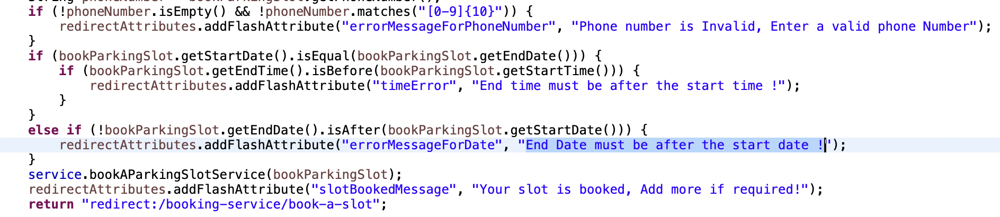 String phoneNumber = bookParkingSlot.getPhoneNumber();
if (!phoneNumber.isEmpty() && !phoneNumber.matches("[0-9]{10}")) {
redirectAttributes.addFlashAttribute("errorMessageForPhoneNumber", "Phone number is Invalid, Enter a valid phone Number");
}
if (bookParkingSlot.getStartDate().isEqual(bookParkingSlot.getEndDate())) {
if (bookParkingSlot.getEndTime().isBefore(bookParkingSlot.getStartTime())) {
redirectAttributes.addFlashAttribute("timeError", "End time must be after the start time !");
}
}
else if (!bookParkingSlot.getEndDate().isAfter(bookParkingSlot.getStartDate())) {
redirectAttributes.addFlashAttribute("errorMessageForDate", "End Date must be after the start date !");
}
service.bookAParkingSlotService(bookParkingSlot);
redirectAttributes.addFlashAttribute("slotBookedMessage", "Your slot is booked, Add more if required!");
return "redirect:/booking-service/book-a-slot";